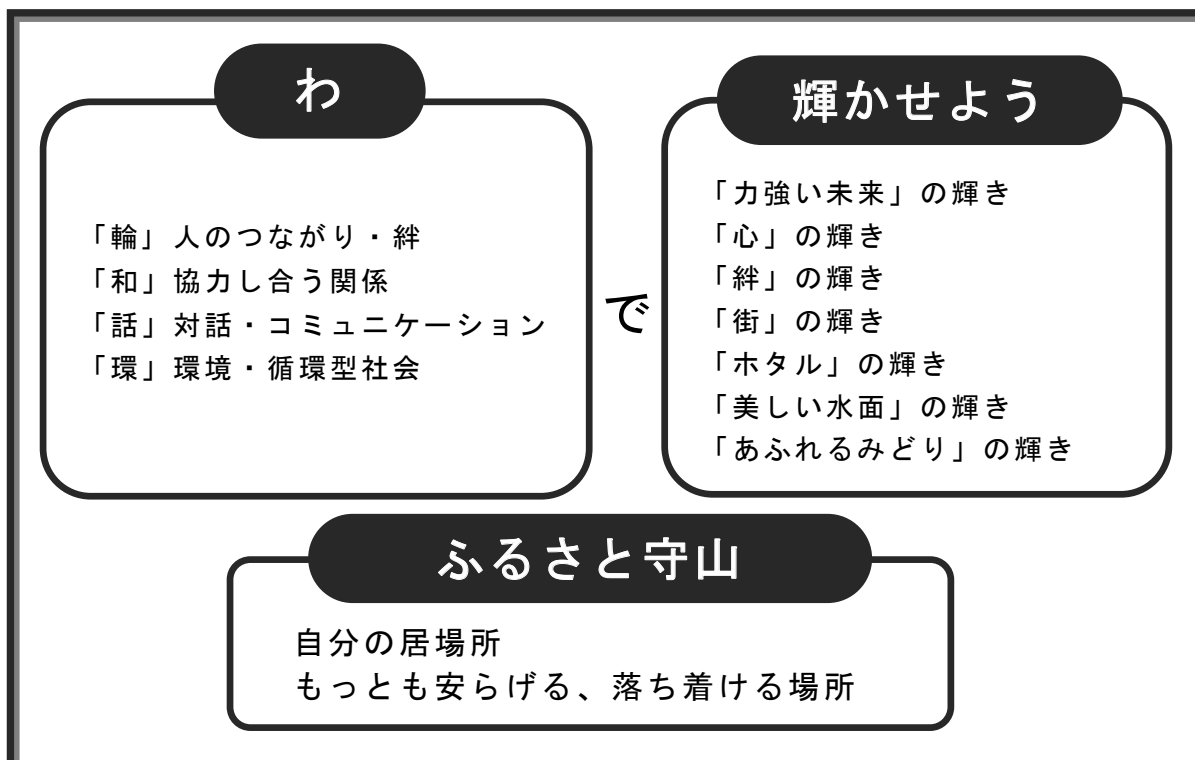 わ
「輪」人のつながり・絆
「和」協力し合う関係
「話」対話・コミュニケーション
「環」環境・循環型社会
で
輝かせよう
「力強い未来」の輝き
「心」の輝き
「絆」の輝き
「街」の輝き
「ホタル」の輝き
「美しい水面」の輝き
「あふれるみどり」の輝き
ふるさと守山
自分の居場所
もっとも安らげる、落ち着ける場所